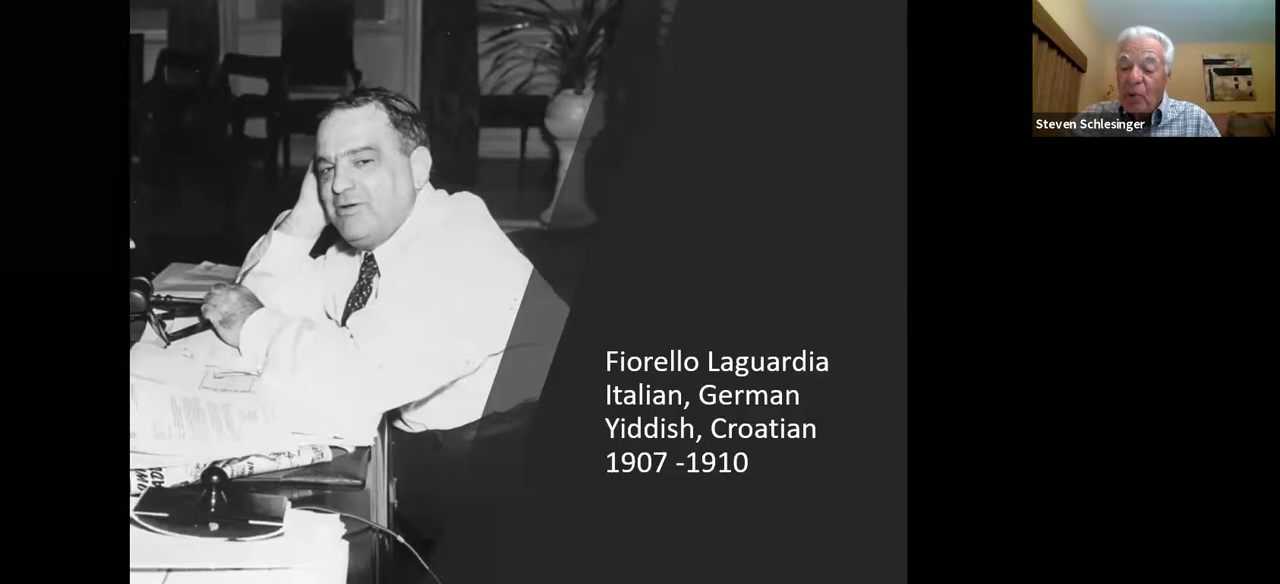 Fiorello Laguardia
Italian, German
Yiddish, Croatian
1907 -1910
Steven Schlesinger